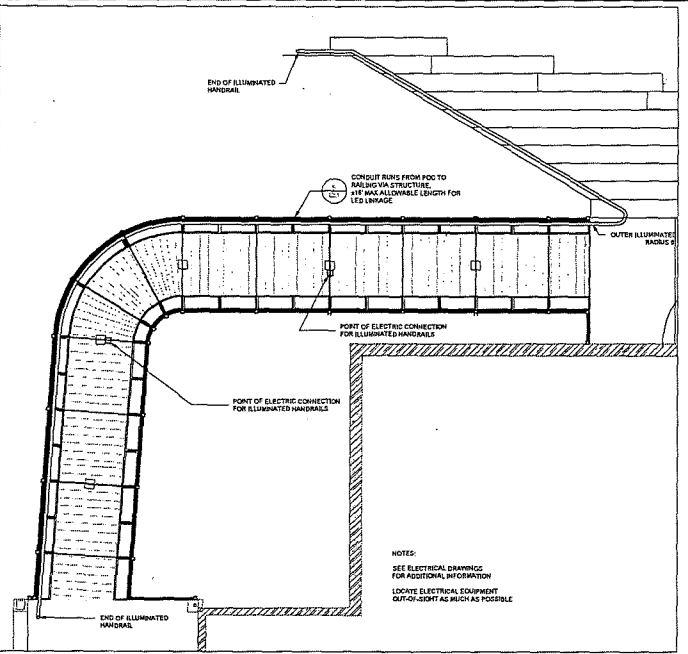 END OF ILLUMINATED
HANDRAIL
CONDUIT RUNS FROM POC TO
RAILING VIA STRUCTURE,
±16' MAX ALLOWABLE LENGTH FOR
LED LINKAGE
OUTER ILLUMINATED
RADIUS
POINT OF ELECTRIC CONNECTION
FOR ILLUMINATED HANDRAILS
POINT OF ELECTRIC CONNECTION
FOR ILLUMINATED HANDRAILS
NOTES:
SEE ELECTRICAL DRAWINGS
FOR ADDITIONAL INFORMATION
LOCATE ELECTRICAL EQUIPMENT
OUT-OF-SIGHT AS MUCH AS POSSIBLE
END OF ILLUMINATED
HANDRAIL